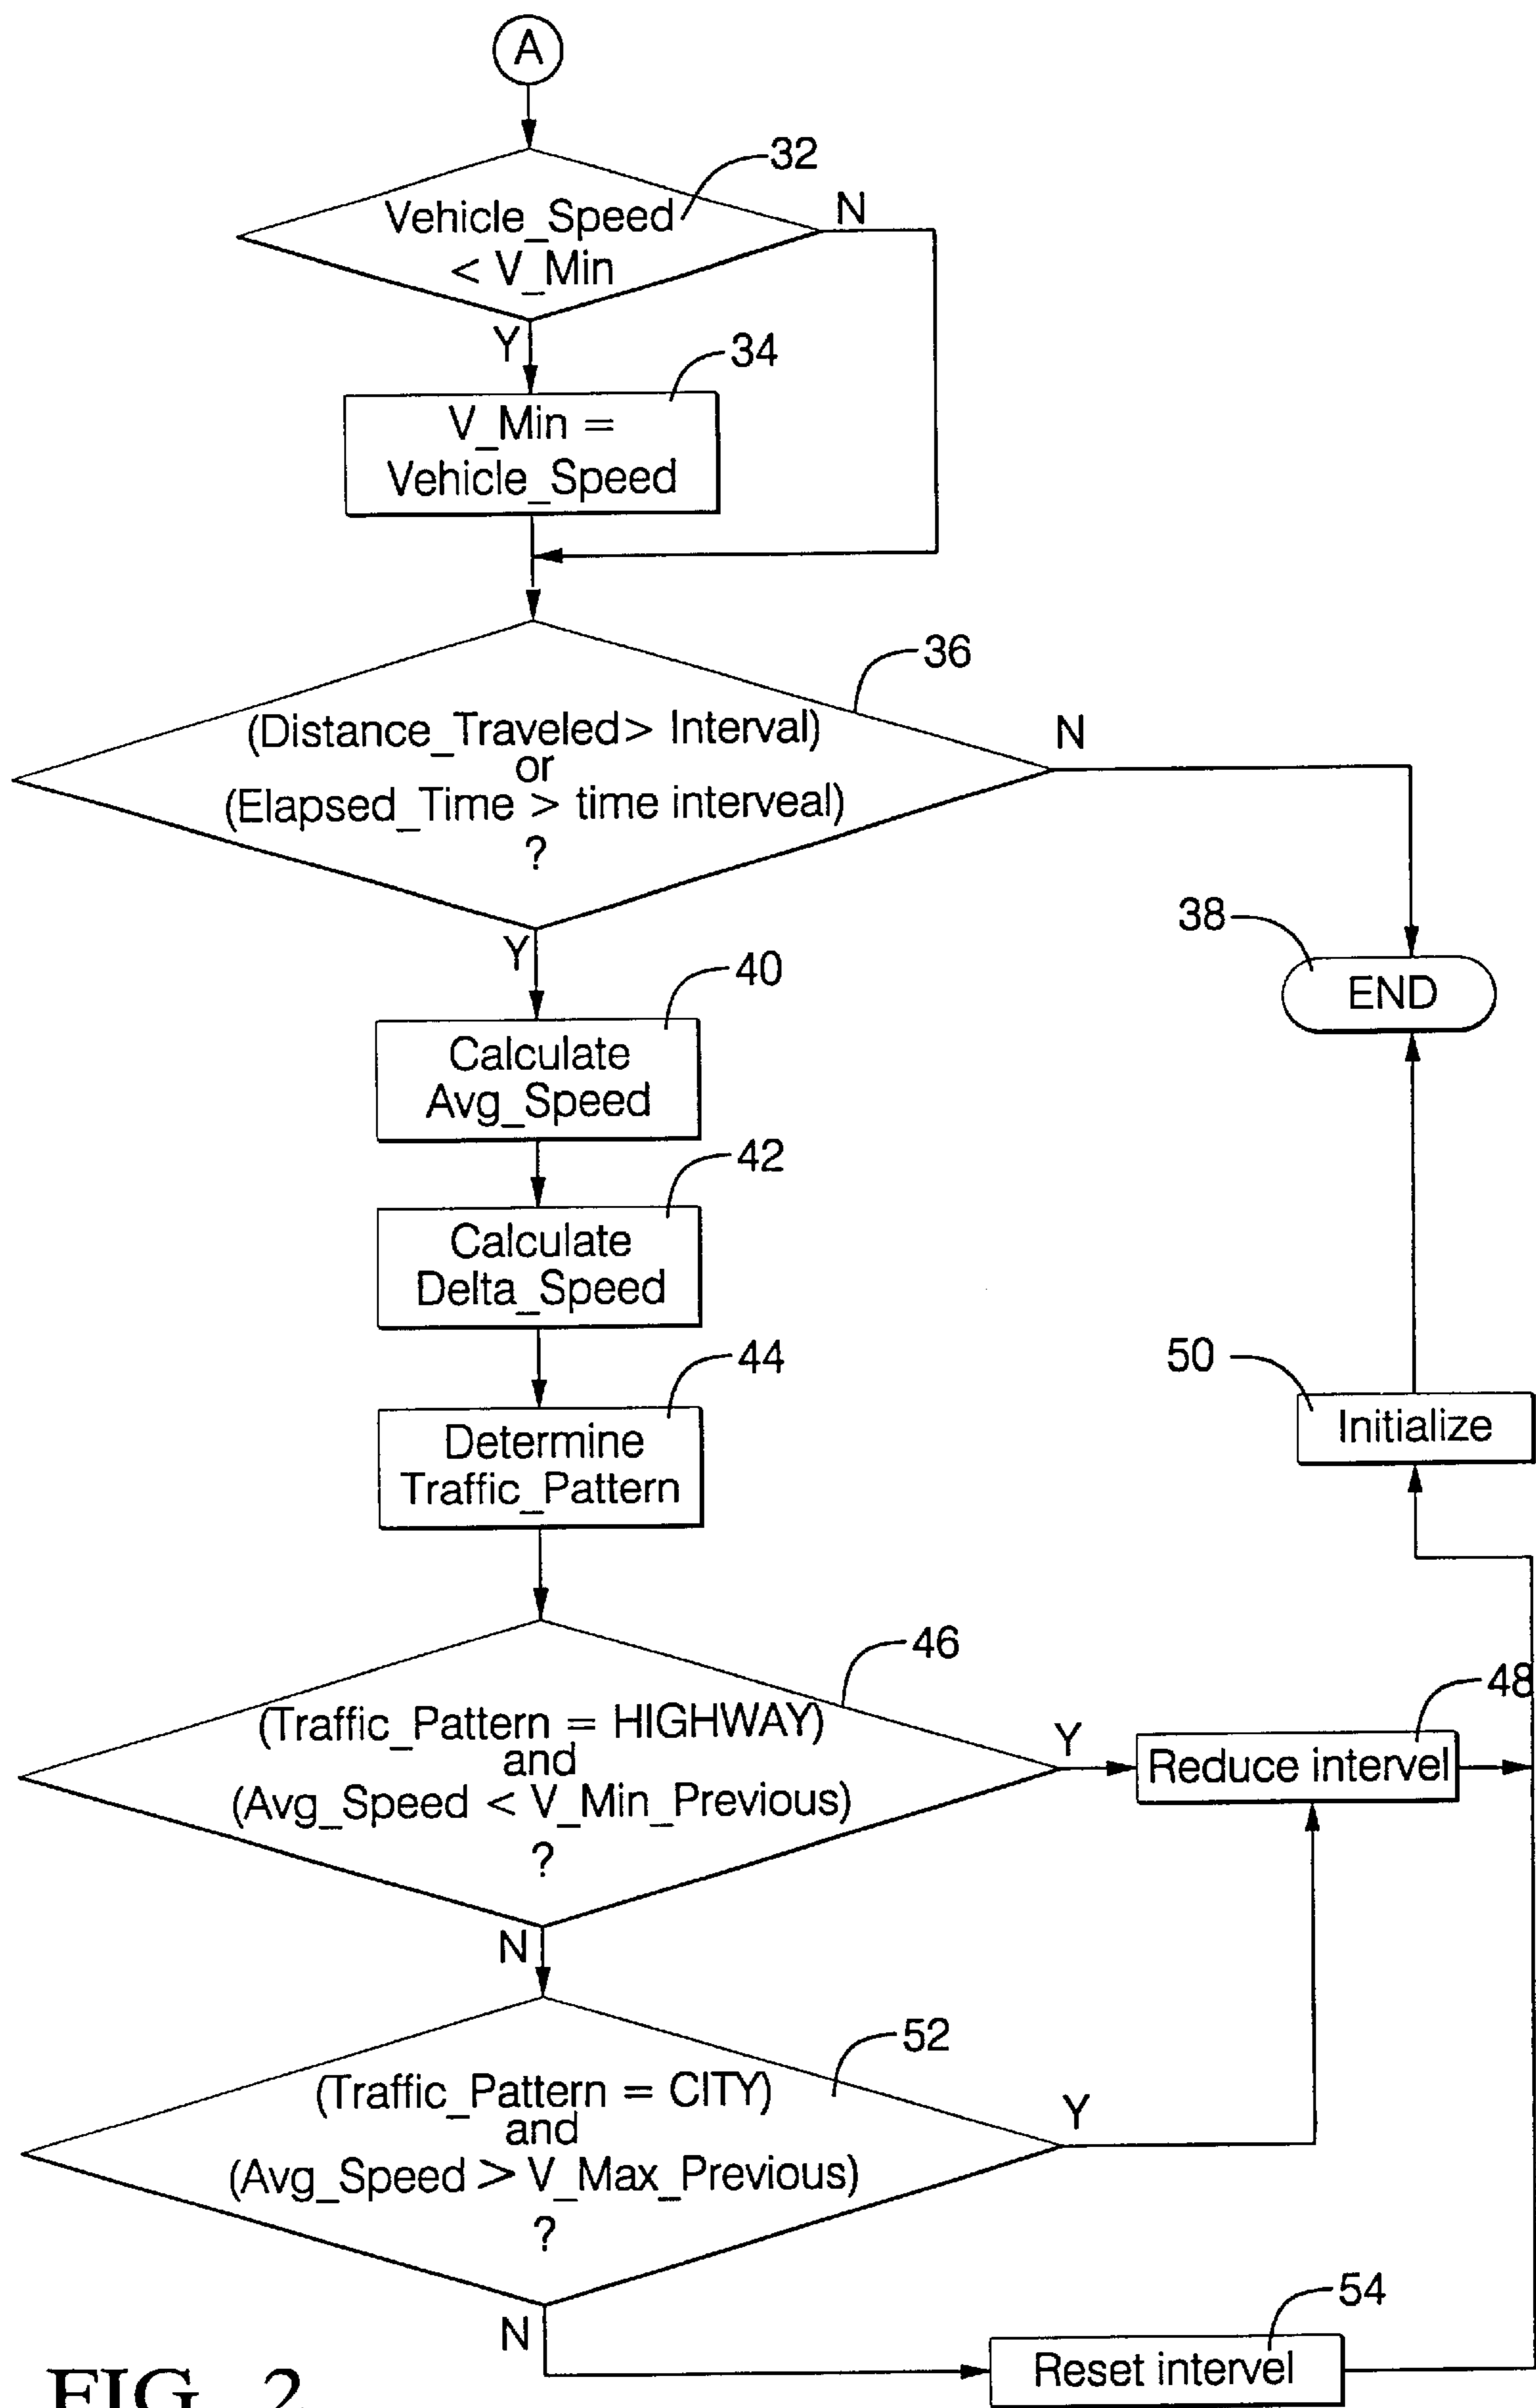 A
32
Vehicle_Speed
< V_Min
N
Y
34
V_Min =
Vehicle_Speed
36
(Distance_Traveled> Interval)
or
(Elapsed_Time > time interveal)
?
N
Y
38
END
40
Calculate
Avg_Speed
42
Calculate
Delta_Speed
44
Determine
Traffic_Pattern
50
Initialize
46
(Traffic_Pattern = HIGHWAY)
and
(Avg_Speed < V_Min_Previous)
?
Y
48
Reduce intervel
N
52
(Traffic_Pattern = CITY)
and
(Avg_Speed > V_Max_Previous)
?
Y
N
54
Reset intervel
FIG. 2